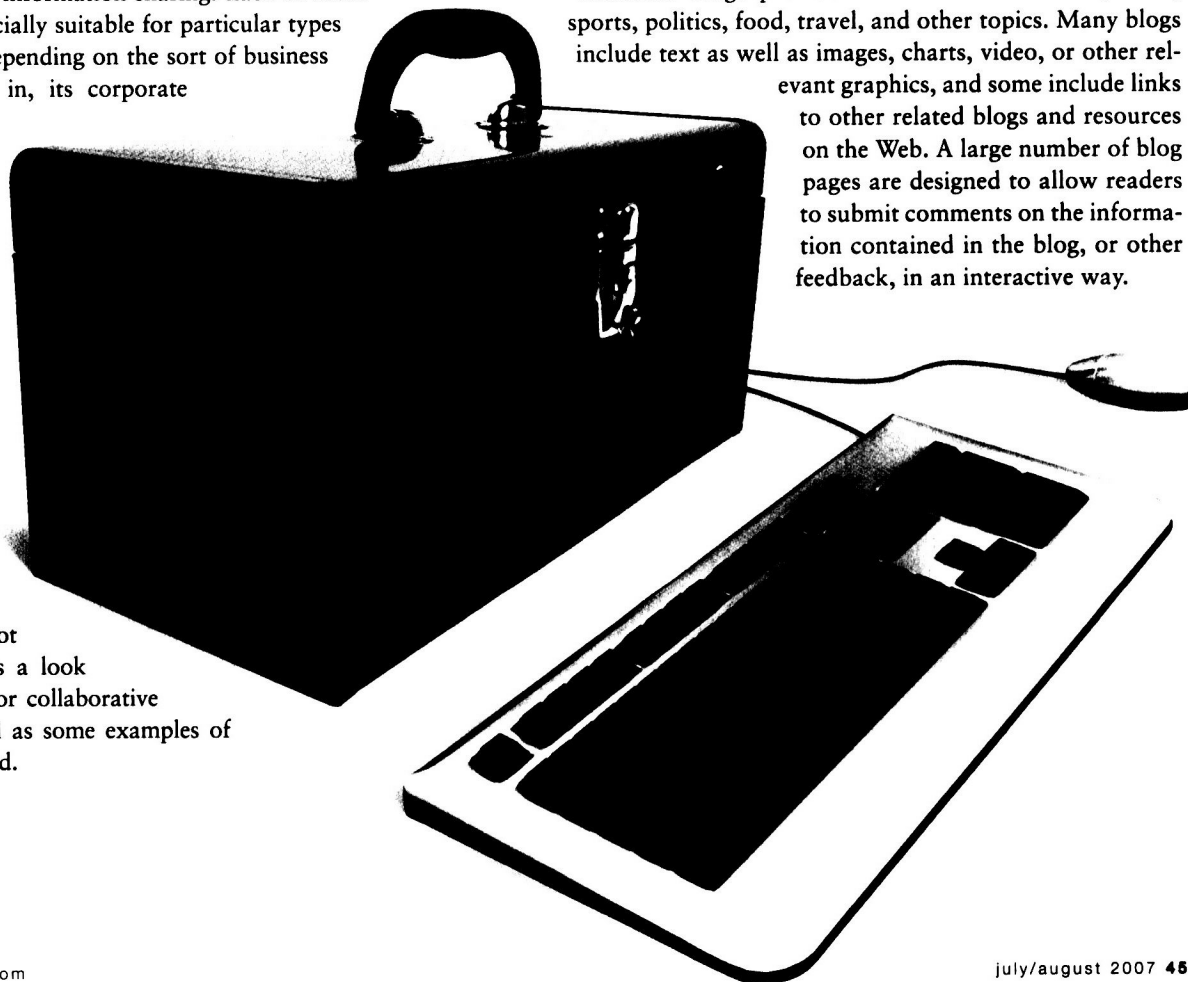 information sharing.
cially suitable for particular types
epending on the sort of business
in, its corporate
ot
s a look
or collaborative
as some examples of
d.
sports, politics, food, travel, and other topics. Many blogs
include text as well as images, charts, video, or other rel-
evant graphics, and some include links
to other related blogs and resources
on the Web. A large number of blog
pages are designed to allow readers
to submit comments on the informa-
tion contained in the blog, or other
feedback, in an interactive way.
om
july/august 2007 45